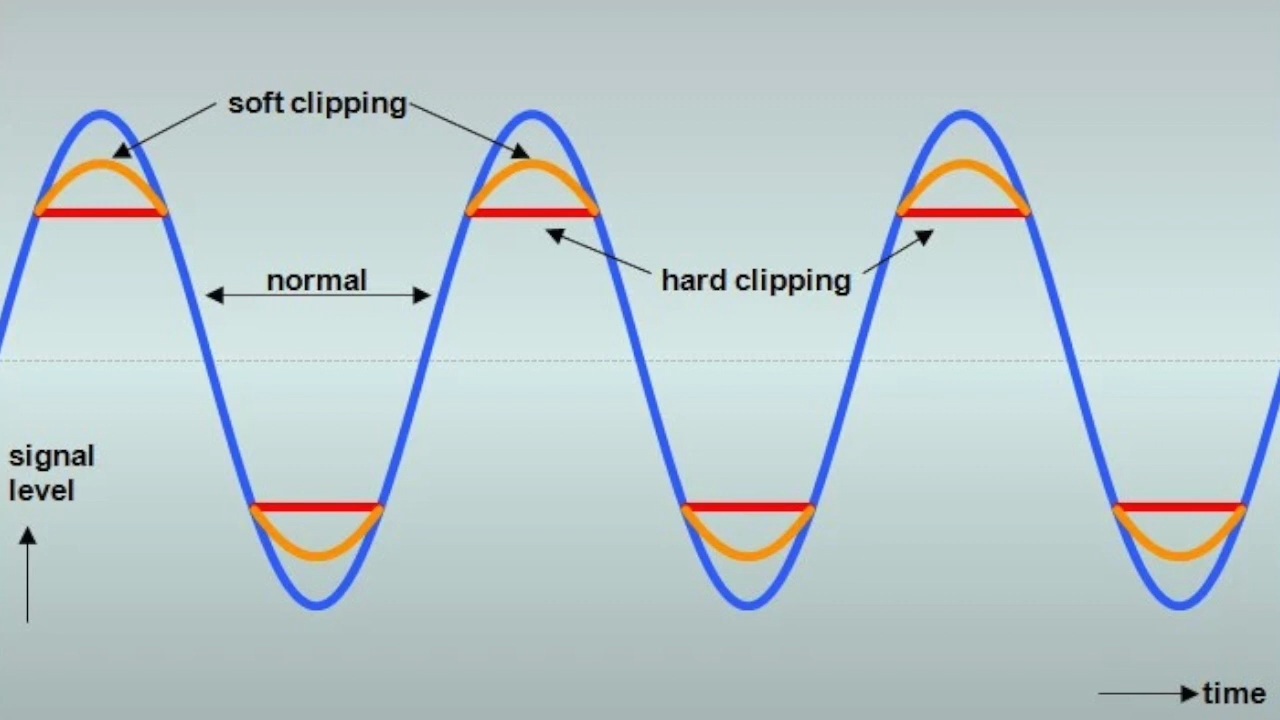 soft clipping
normal
hard clipping
signal
level
time